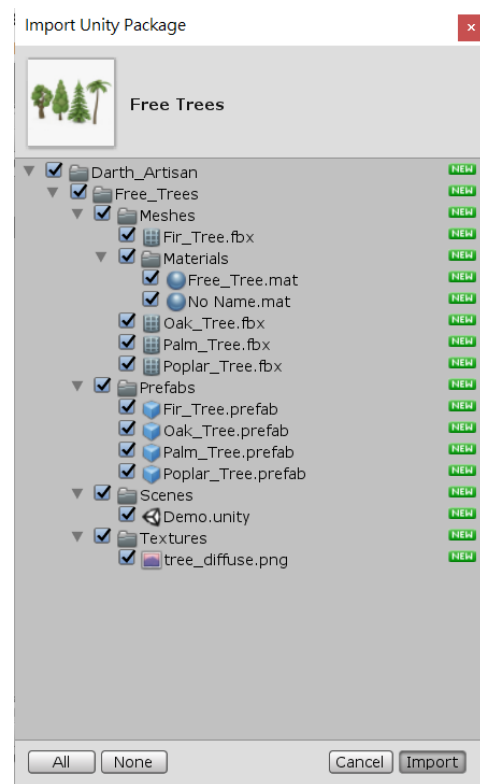 Import Unity Package
Free Trees
Darth_Artisan NEW
Free_Trees NEW
Meshes NEW
Fir_Tree.fbx NEW
Materials NEW
Free_Tree.mat NEW
No Name.mat NEW
Oak_Tree.fbx NEW
Palm_Tree.fbx NEW
Poplar_Tree.fbx NEW
Prefabs NEW
Fir_Tree.prefab NEW
Oak_Tree.prefab NEW
Palm_Tree.prefab NEW
Poplar_Tree.prefab NEW
Scenes NEW
Demo.unity NEW
Textures NEW
tree_diffuse.png NEW
All None Cancel Import